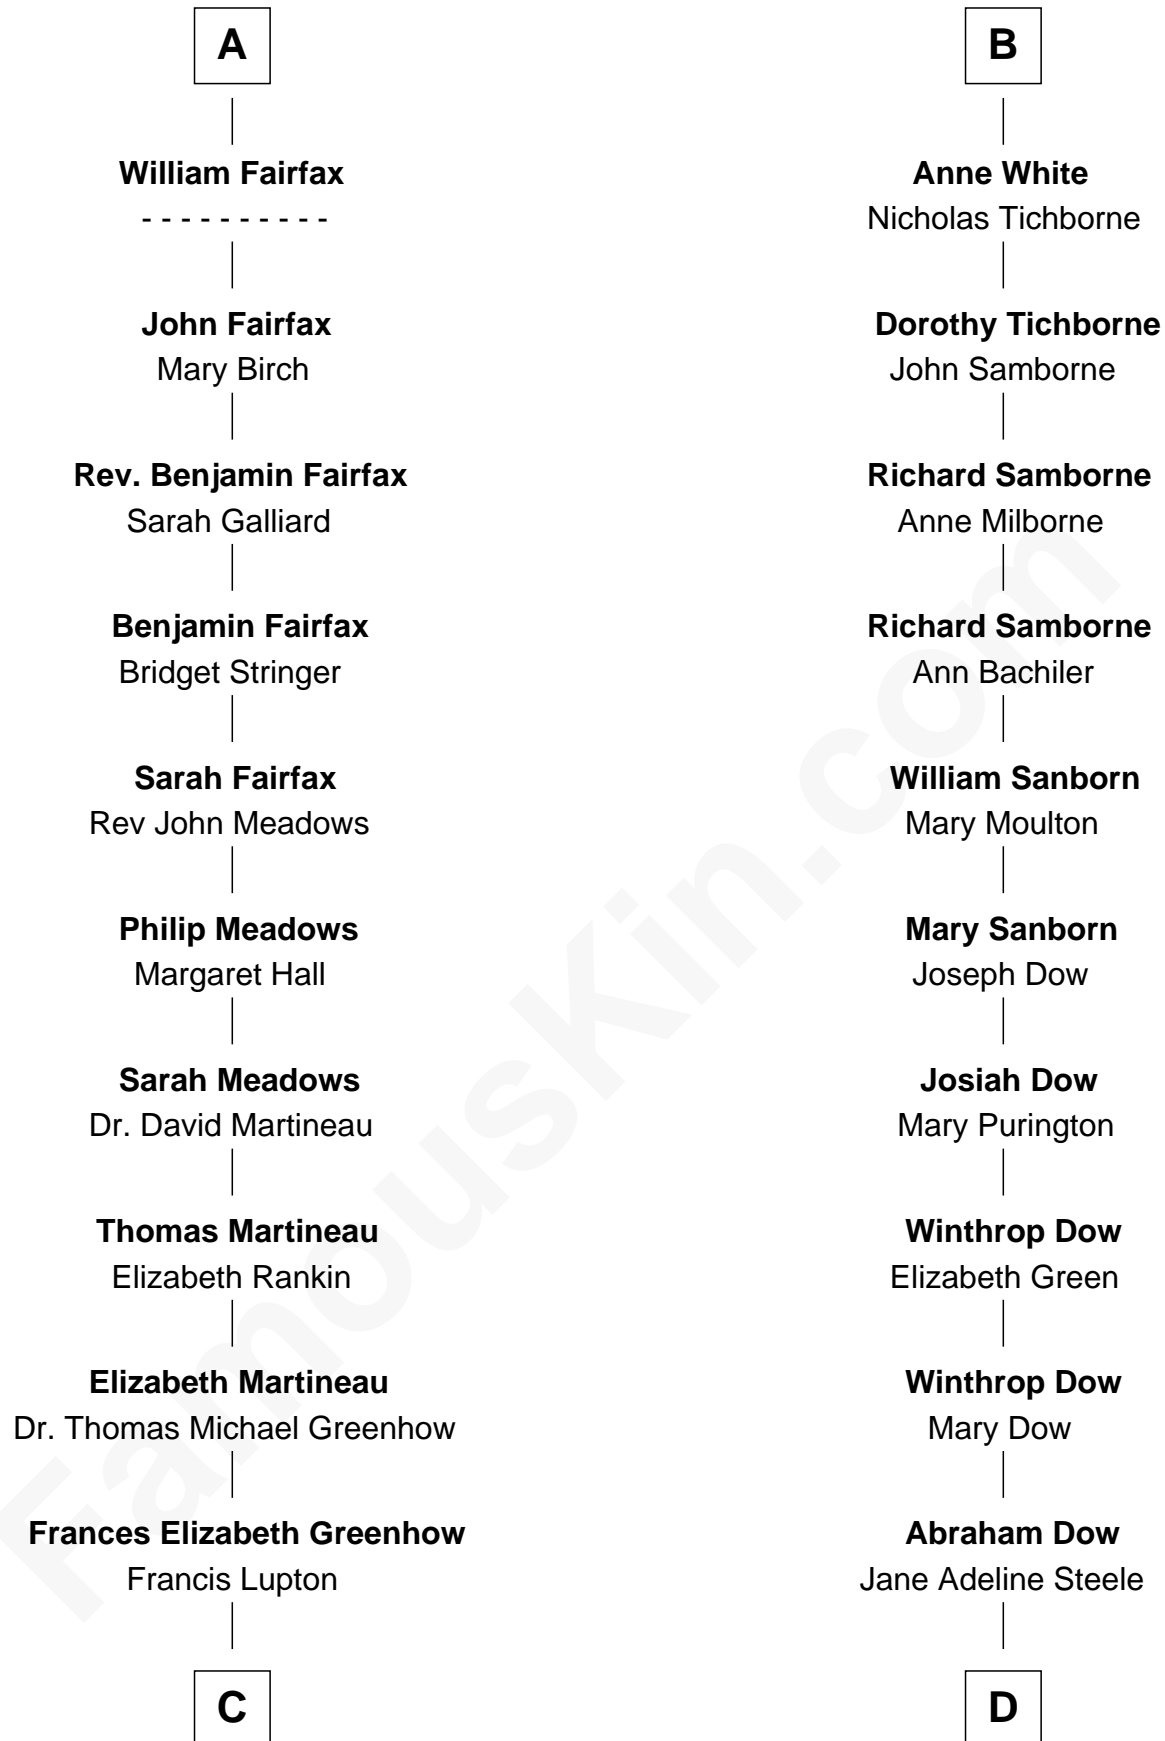 A
William Fairfax
- - - - - - - - - -
John Fairfax
Mary Birch
Rev. Benjamin Fairfax
Sarah Galliard
Benjamin Fairfax
Bridget Stringer
Sarah Fairfax
Rev John Meadows
Philip Meadows
Margaret Hall
Sarah Meadows
Dr. David Martineau
Thomas Martineau
Elizabeth Rankin
Elizabeth Martineau
Dr. Thomas Michael Greenhow
Frances Elizabeth Greenhow
Francis Lupton
C
B
Anne White
Nicholas Tichborne
Dorothy Tichborne
John Samborne
Richard Samborne
Anne Milborne
Richard Samborne
Ann Bachiler
William Sanborn
Mary Moulton
Mary Sanborn
Joseph Dow
Josiah Dow
Mary Purington
Winthrop Dow
Elizabeth Green
Winthrop Dow
Mary Dow
Abraham Dow
Jane Adeline Steele
D
FamousKin.com